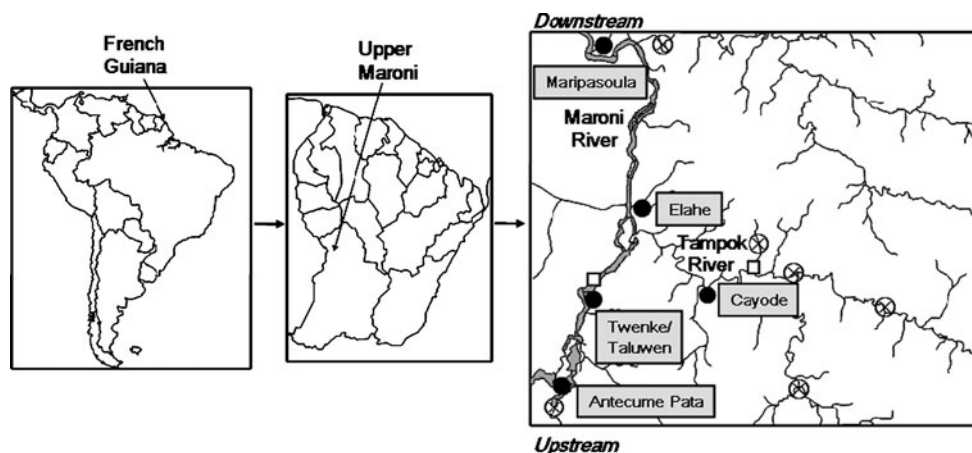 French
Guiana
Upper
Maroni
Downstream
Maripasoula
Maroni
River
Elahe
Tampok
River
Cayode
Twenke/
Taluwen
Antecume Pata
Upstream